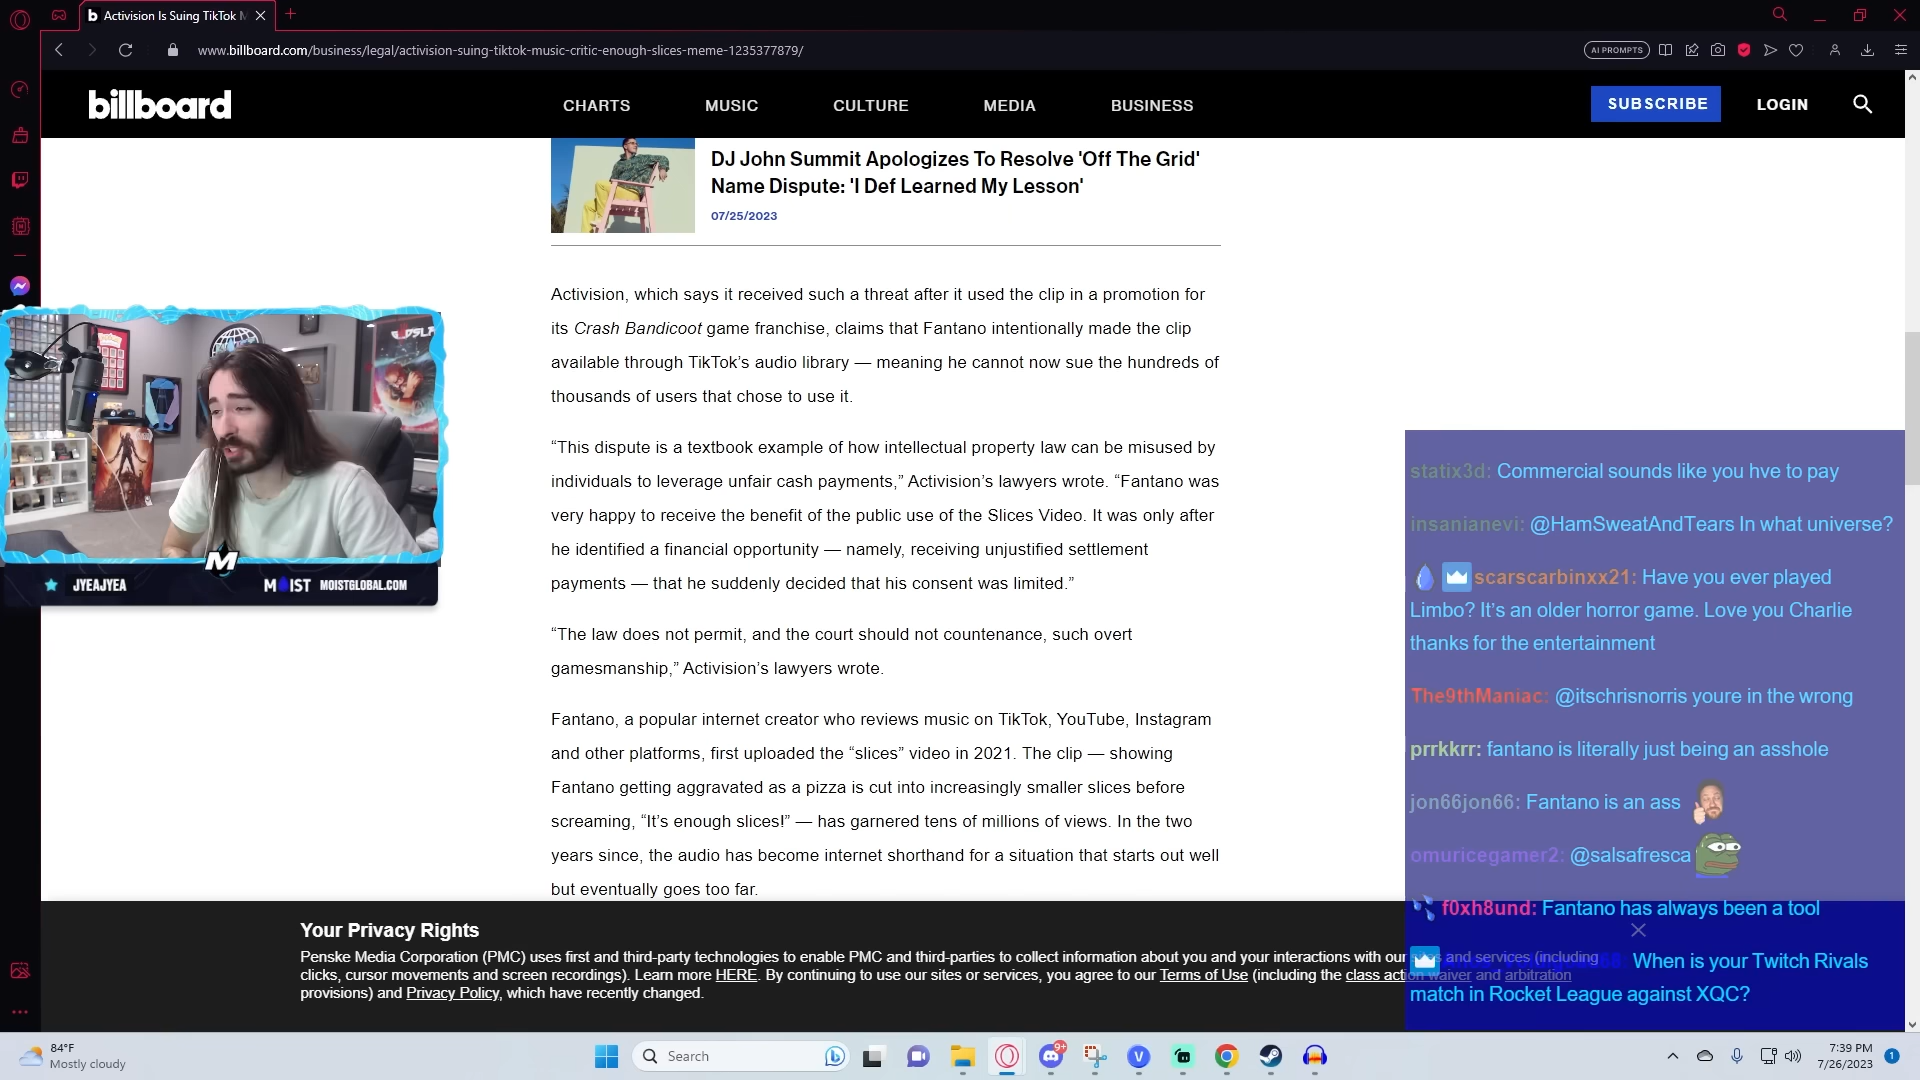 Activision Is Suing TikTok M
www.billboard.com/business/legal/activision-suing-tiktok-music-critic-enough-slices-meme-1235377879/
AI PROMPTS
billboard
CHARTS
MUSIC
CULTURE
MEDIA
BUSINESS
SUBSCRIBE
LOGIN
DJ John Summit Apologizes To Resolve 'Off The Grid'
Name Dispute: 'I Def Learned My Lesson'
07/25/2023
Activision, which says it received such a threat after it used the clip in a promotion for
its Crash Bandicoot game franchise, claims that Fantano intentionally made the clip
available through TikTok’s audio library — meaning he cannot now sue the hundreds of
thousands of users that chose to use it.
“This dispute is a textbook example of how intellectual property law can be misused by
individuals to leverage unfair cash payments,” Activision’s lawyers wrote. “Fantano was
very happy to receive the benefit of the public use of the Slices Video. It was only after
he identified a financial opportunity — namely, receiving unjustified settlement
payments — that he suddenly decided that his consent was limited.”
“The law does not permit, and the court should not countenance, such overt
gamesmanship,” Activision’s lawyers wrote.
Fantano, a popular internet creator who reviews music on TikTok, YouTube, Instagram
and other platforms, first uploaded the “slices” video in 2021. The clip — showing
Fantano getting aggravated as a pizza is cut into increasingly smaller slices before
screaming, “It’s enough slices!” — has garnered tens of millions of views. In the two
years since, the audio has become internet shorthand for a situation that starts out well
but eventually goes too far.
M
JYEAJYEA
MOIST
MOISTGLOBAL.COM
statix3d: Commercial sounds like you hve to pay
insanianevi: @HamSweatAndTears In what universe?
scarscarbinxx21: Have you ever played
Limbo? It’s an older horror game. Love you Charlie
thanks for the entertainment
The9thManiac: @itschrisnorris youre in the wrong
prrkkrr: fantano is literally just being an asshole
jon66jon66: Fantano is an ass
omuricegamer2: @salsafresca
f0xh8und: Fantano has always been a tool
When is your Twitch Rivals
match in Rocket League against XQC?
Your Privacy Rights
Penske Media Corporation (PMC) uses first and third-party technologies to enable PMC and third-parties to collect information about you and your interactions with our sites and services (including
clicks, cursor movements and screen recordings). Learn more HERE. By continuing to use our sites or services, you agree to our Terms of Use (including the class action waiver and arbitration
provisions) and Privacy Policy, which have recently changed.
84°F
Mostly cloudy
Search
9+
7:39 PM
7/26/2023
1